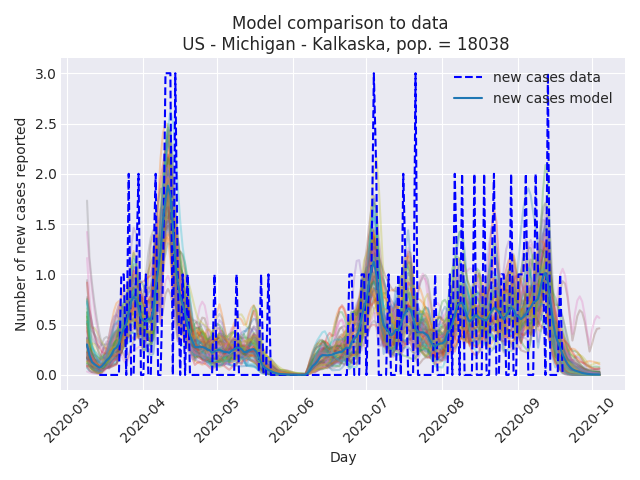 Model comparison to data
US - Michigan - Kalkaska, pop. = 18038
new cases data
new cases model
Number of new cases reported
3.0
2.5
2.0
1.5
1.0
0.5
0.0
2020-03
2020-04
2020-05
2020-06
2020-07
2020-08
2020-09
2020-10
Day